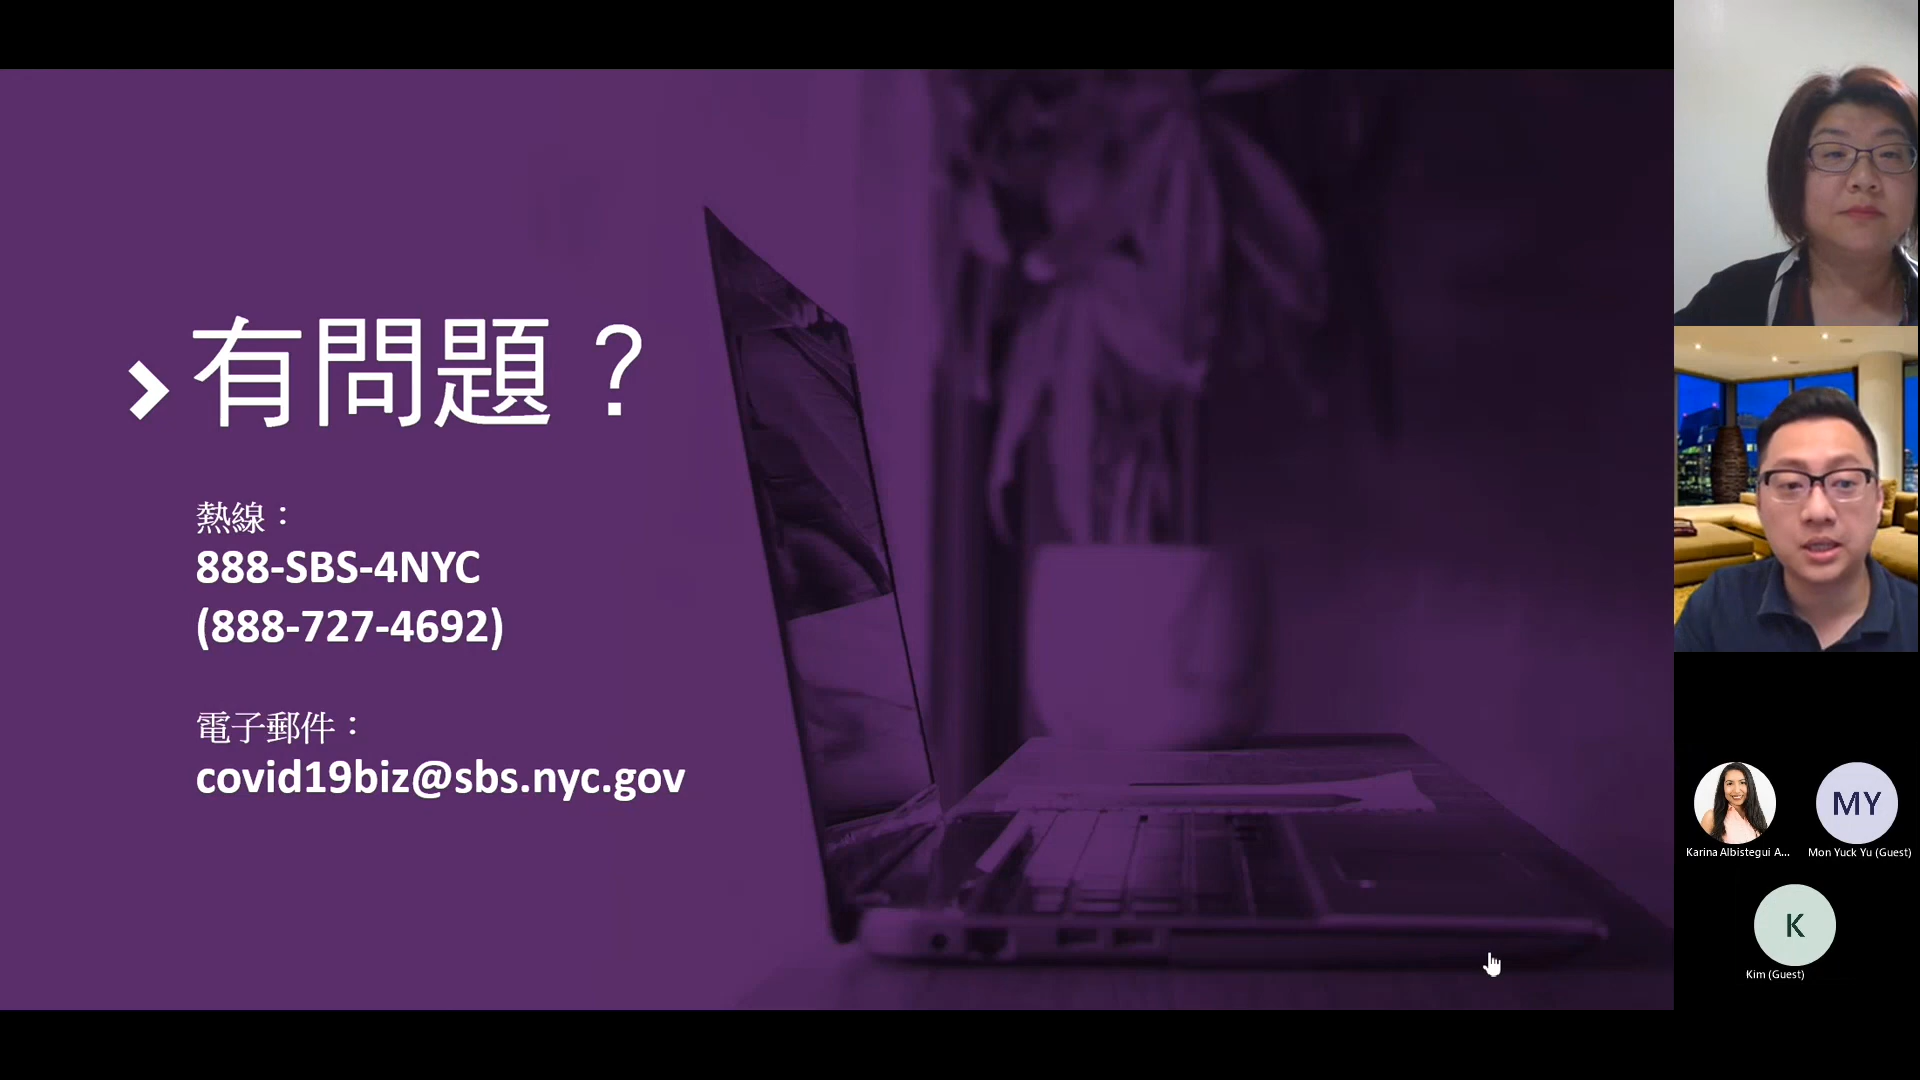 有問題？
熱線：
888-SBS-4NYC
(888-727-4692)
電子郵件：
covid19biz@sbs.nyc.gov
Karina Albistegui A...
MY
Mon Yuck Yu (Guest)
K
Kim (Guest)